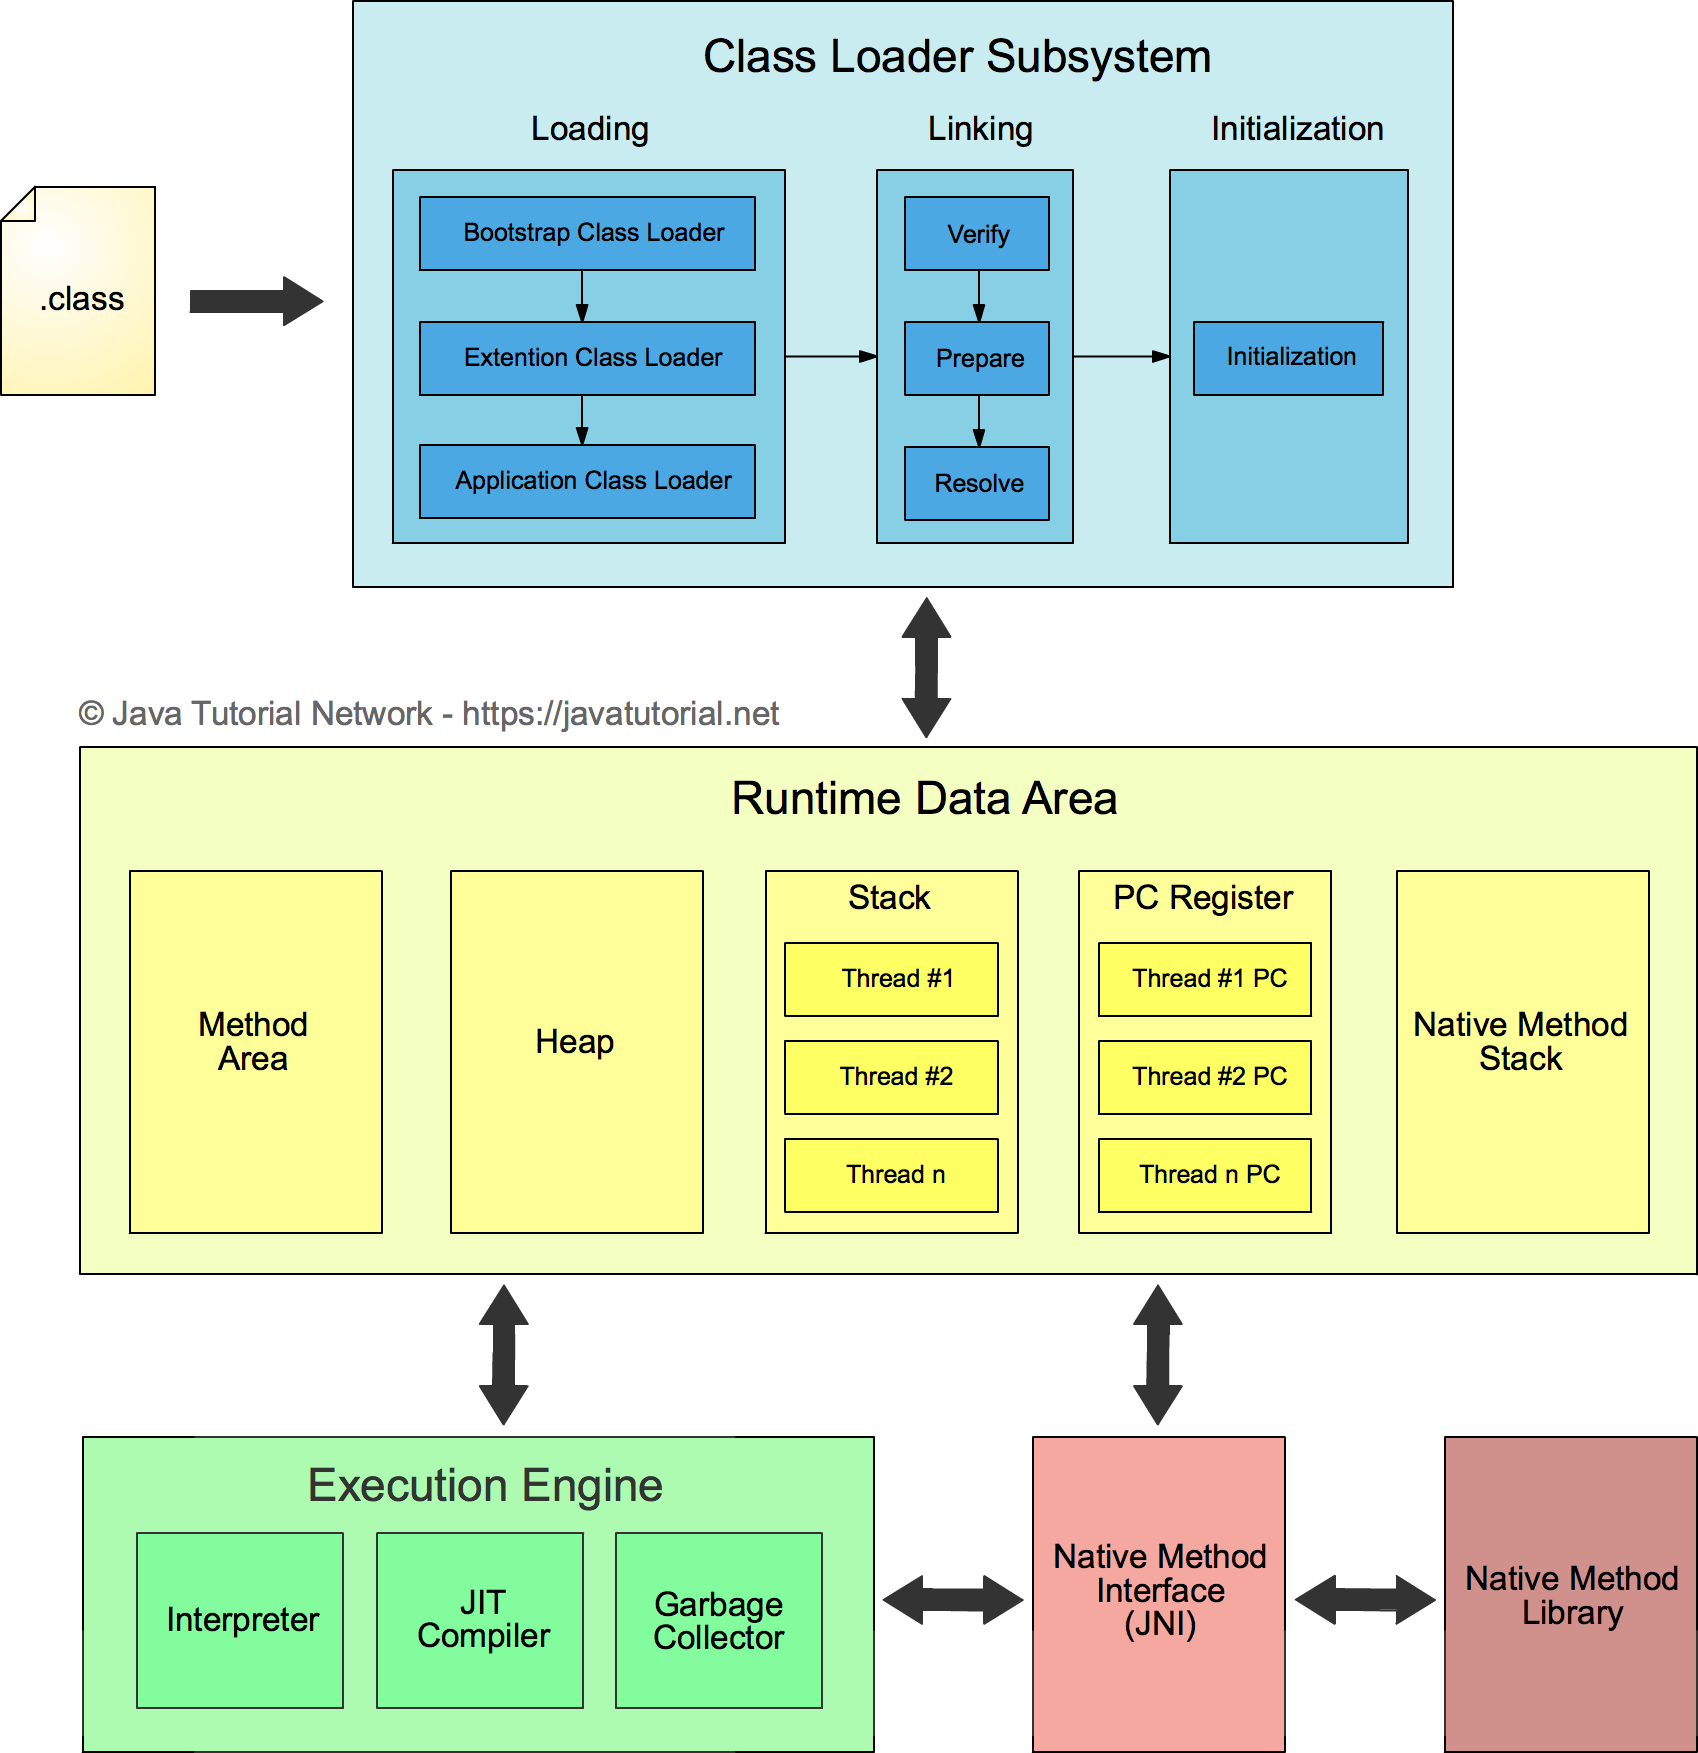 Class Loader Subsystem
Loading
Linking
Initialization
.class
Bootstrap Class Loader
Extention Class Loader
Application Class Loader
Verify
Prepare
Resolve
Initialization
© Java Tutorial Network - https://javatutorial.net
Runtime Data Area
Method
Area
Heap
Stack
Thread #1
Thread #2
Thread n
PC Register
Thread #1 PC
Thread #2 PC
Thread n PC
Native Method
Stack
Execution Engine
Interpreter
JIT
Compiler
Garbage
Collector
Native Method
Interface
(JNI)
Native Method
Library